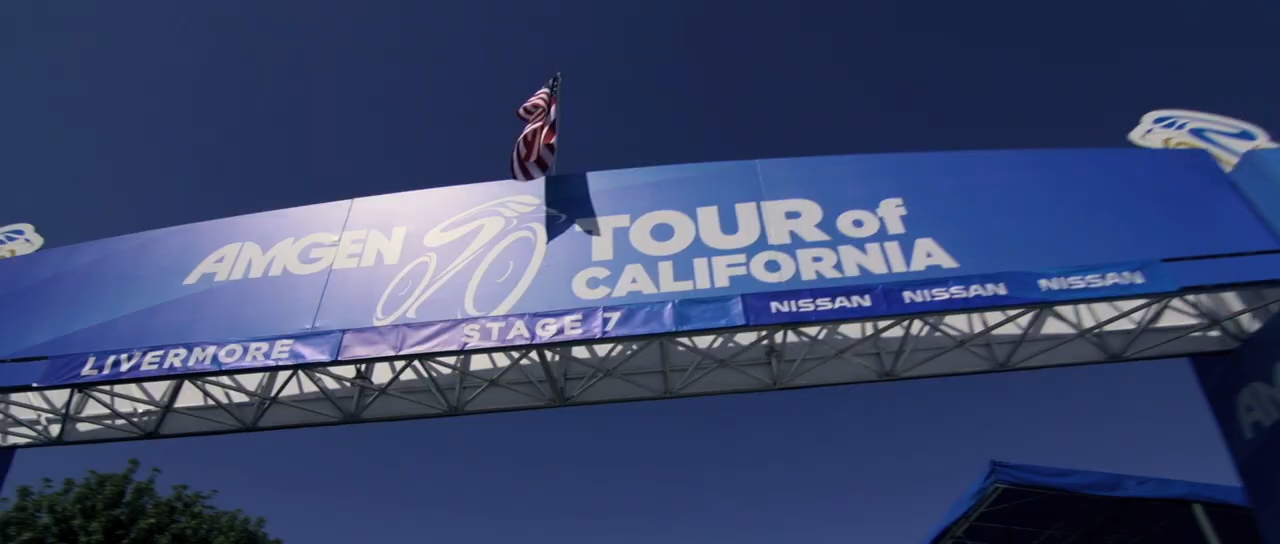 AMGEN TOUR of
CALIFORNIA
LIVERMORE STAGE 7 NISSAN NISSAN NISSAN